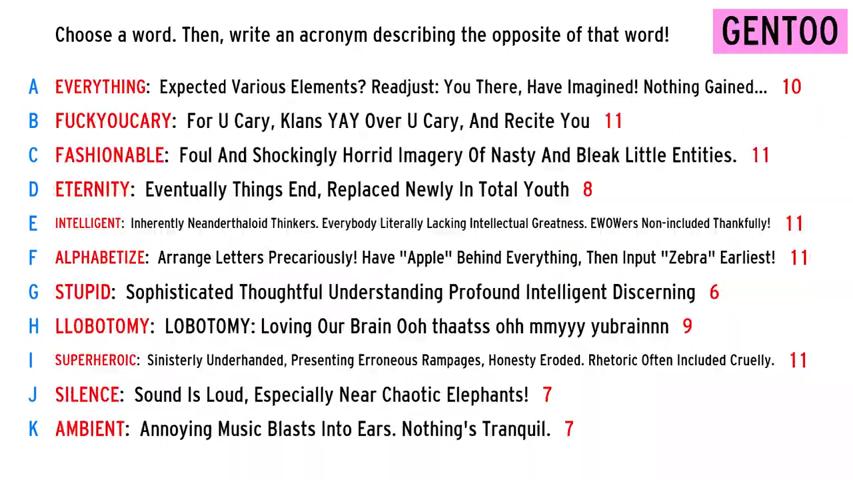 Choose a word. Then, write an acronym describing the opposite of that word!
GENTOO
A EVERYTHING: Expected Various Elements? Readjust: You There, Have Imagined! Nothing Gained... 10
B FUCKYOUCARY: For U Cary, Klans YAY Over U Cary, And Recite You 11
C FASHIONABLE: Foul And Shockingly Horrid Imagery Of Nasty And Bleak Little Entities. 11
D ETERNITY: Eventually Things End, Replaced Newly In Total Youth 8
E INTELLIGENT: Inherently Neanderthaloid Thinkers. Everybody Literally Lacking Intellectual Greatness. EWOWers Non-included Thankfully! 11
F ALPHABETIZE: Arrange Letters Precariously! Have "Apple" Behind Everything, Then Input "Zebra" Earliest! 11
G STUPID: Sophisticated Thoughtful Understanding Profound Intelligent Discerning 6
H LLOBOTOMY: LOBOTOMY: Loving Our Brain Ooh thaatss ohh mmyyy yubrainnn 9
I SUPERHEROIC: Sinisterly Underhanded, Presenting Erroneous Rampages, Honesty Eroded. Rhetoric Often Included Cruelly. 11
J SILENCE: Sound Is Loud, Especially Near Chaotic Elephants! 7
K AMBIENT: Annoying Music Blasts Into Ears. Nothing's Tranquil. 7